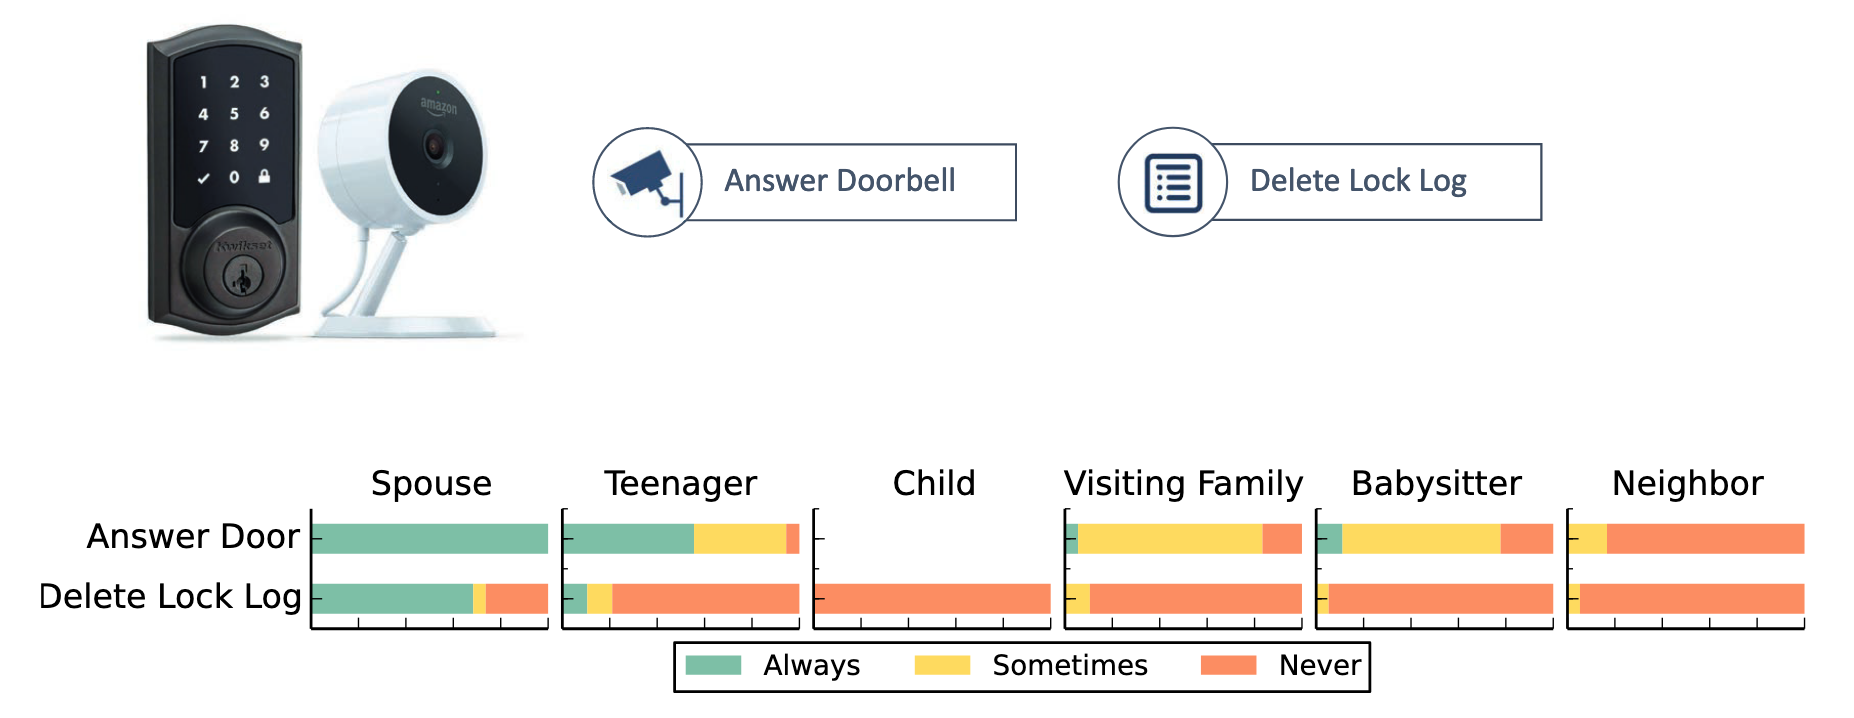 1 2 3
4 5 6
7 8 9
0
Kwikset
amazon
Answer Doorbell
Delete Lock Log
Spouse Teenager Child Visiting Family Babysitter Neighbor
Answer Door
Delete Lock Log
Always Sometimes Never